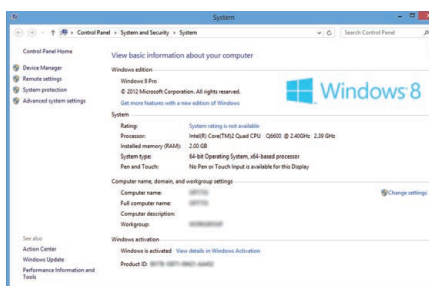 System
Control Panel ▸ System and Security ▸ System
Search Control Panel
Control Panel Home
Device Manager
Remote settings
System protection
Advanced system settings
View basic information about your computer
Windows edition
Windows 8 Pro
© 2012 Microsoft Corporation. All rights reserved.
Get more features with a new edition of Windows
Windows 8
System
Rating: System rating is not available
Processor: Intel(R) Core(TM)2 Quad CPU Q6600 @ 2.40GHz 2.39 GHz
Installed memory (RAM): 2.00 GB
System type: 64-bit Operating System, x64-based processor
Pen and Touch: No Pen or Touch Input is available for this Display
Computer name, domain, and workgroup settings
Computer name:
Change settings
Full computer name:
Computer description:
Workgroup:
Windows activation
Windows is activated View details in Windows Activation
Product ID:
See also
Action Center
Windows Update
Performance Information and
Tools